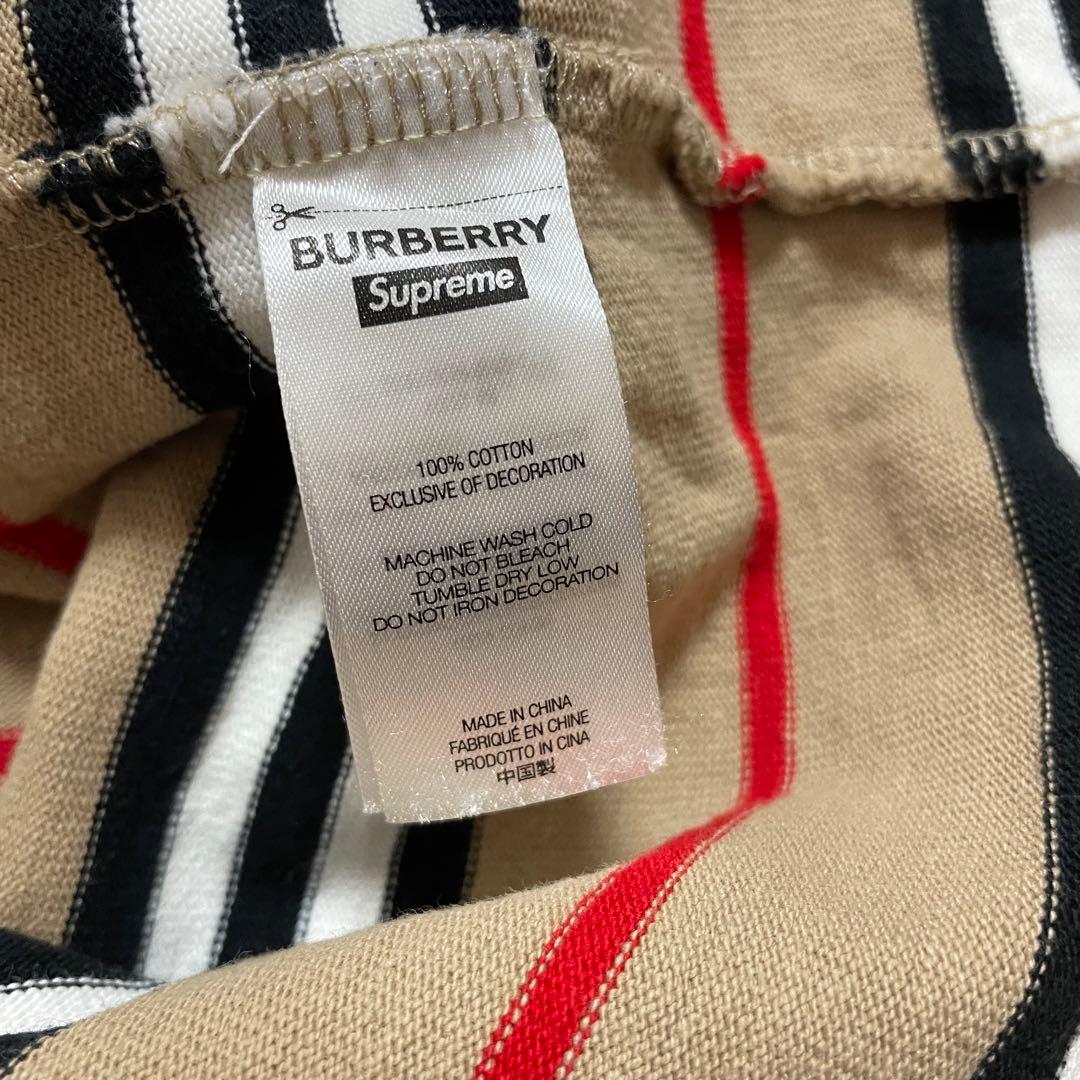 BURBERRY
Supreme
100% COTTON
EXCLUSIVE OF DECORATION
MACHINE WASH COLD
DO NOT BLEACH
TUMBLE DRY LOW
DO NOT IRON DECORATION
MADE IN CHINA
FABRIQUÉ EN CHINE
PRODOTTO IN CINA
中国製